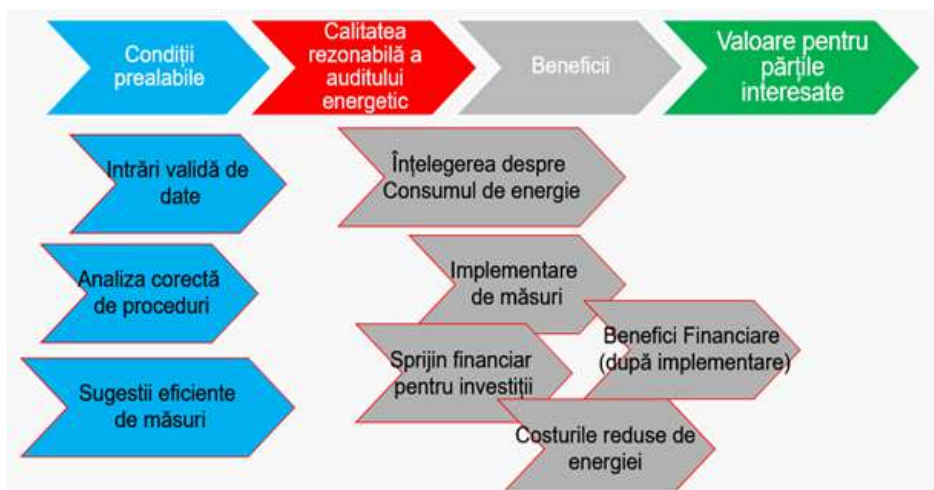 Condiții
prealabile
Calitatea
rezonabilă a
auditului
energetic
Beneficii
Valoare pentru
părțile
interesate
Intrări validă de
date
Înțelegerea despre
Consumul de energie
Analiza corectă
de proceduri
Implementare
de măsuri
Benefici Financiare
(după implementare)
Sprijin financiar
pentru investiții
Sugestii eficiente
de măsuri
Costurile reduse de
energiei